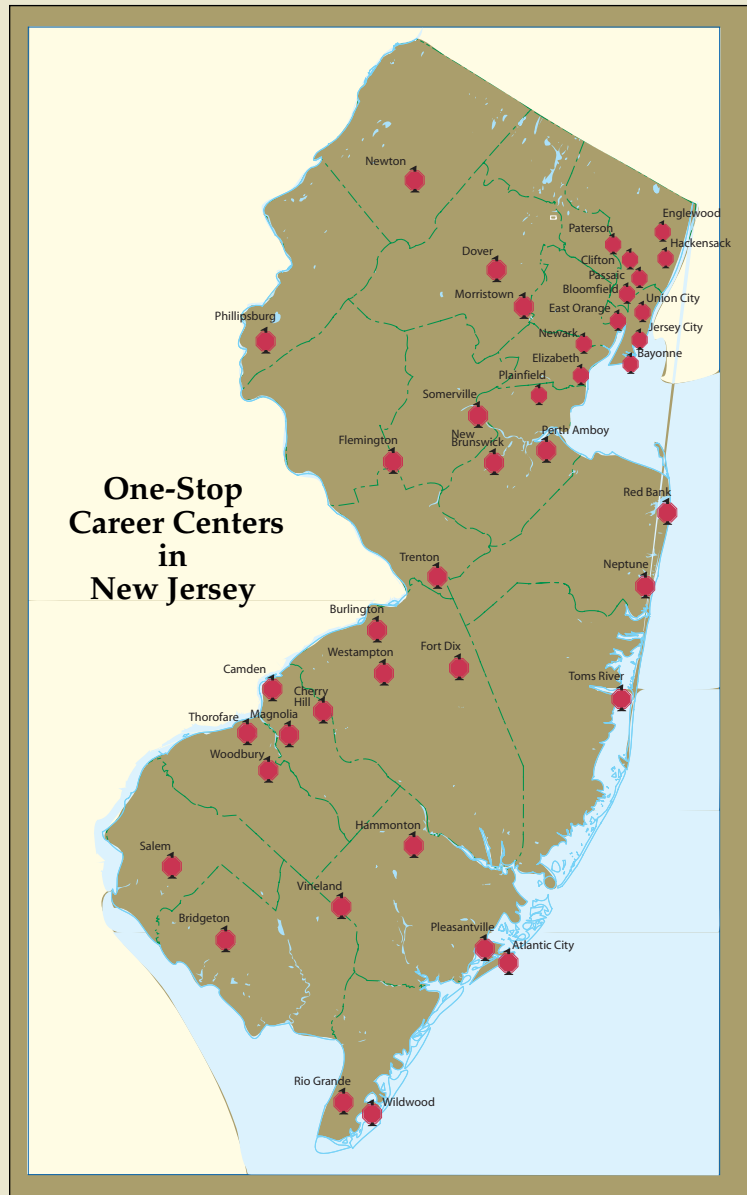 Newton
Englewood
Paterson
Hackensack
Dover
Clifton
Passaic
Bloomfield
Morristown
Union City
East Orange
Phillipsburg
Jersey City
Newark
Bayonne
Elizabeth
Plainfield
Somerville
New
Brunswick
Perth Amboy
Flemington
One-Stop
Career Centers
in
New Jersey
Red Bank
Trenton
Neptune
Burlington
Westampton
Fort Dix
Camden
Toms River
Cherry
Hill
Thorofare
Magnolia
Woodbury
Hammonton
Salem
Vineland
Bridgeton
Pleasantville
Atlantic City
Rio Grande
Wildwood